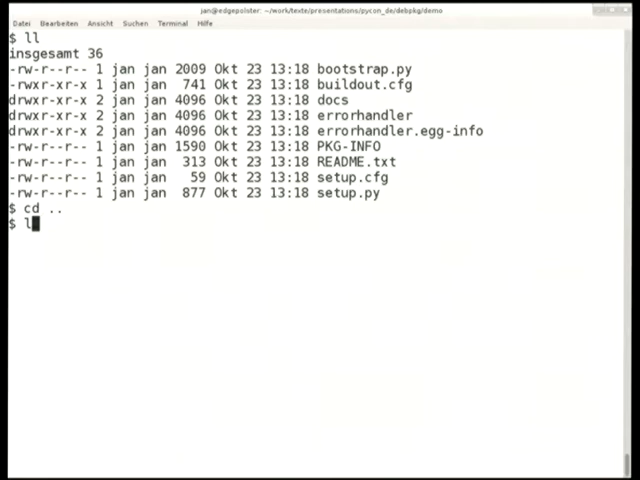 jan@edgepolster: ~/work/texte/presentations/pycon_de/debpkg/demo
Datei Bearbeiten Ansicht Suchen Terminal Hilfe
$ ll
insgesamt 36
-rw-r--r-- 1 jan jan 2009 Okt 23 13:18 bootstrap.py
-rwxr-xr-x 1 jan jan  741 Okt 23 13:18 buildout.cfg
drwxr-xr-x 2 jan jan 4096 Okt 23 13:18 docs
drwxr-xr-x 2 jan jan 4096 Okt 23 13:18 errorhandler
drwxr-xr-x 2 jan jan 4096 Okt 23 13:18 errorhandler.egg-info
-rw-r--r-- 1 jan jan 1590 Okt 23 13:18 PKG-INFO
-rw-r--r-- 1 jan jan  313 Okt 23 13:18 README.txt
-rw-r--r-- 1 jan jan   59 Okt 23 13:18 setup.cfg
-rw-r--r-- 1 jan jan  877 Okt 23 13:18 setup.py
$ cd ..
$ l